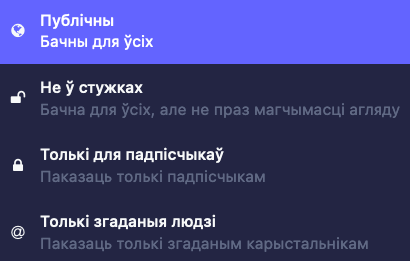 Публічны
Бачны для ўсіх
Не ў стужках
Бачна для ўсіх, але не праз магчымасці агляду
Толькі для падпісчыкаў
Паказаць толькі падпісчыкам
@ Толькі згаданыя людзі
Паказаць толькі згаданым карыстальнікам